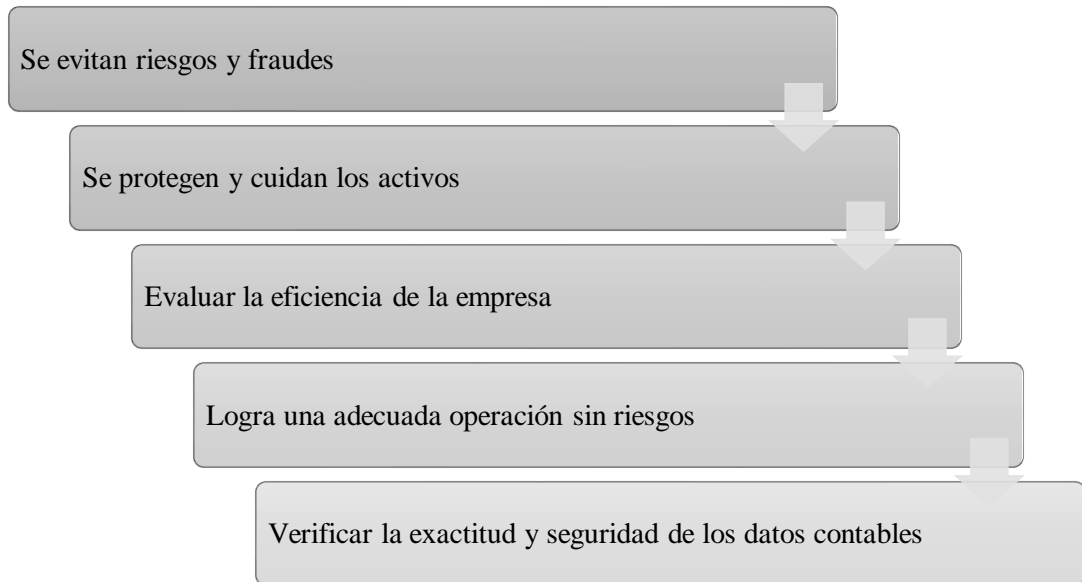 Se evitan riesgos y fraudes
Se protegen y cuidan los activos
Evaluar la eficiencia de la empresa
Logra una adecuada operación sin riesgos
Verificar la exactitud y seguridad de los datos contables